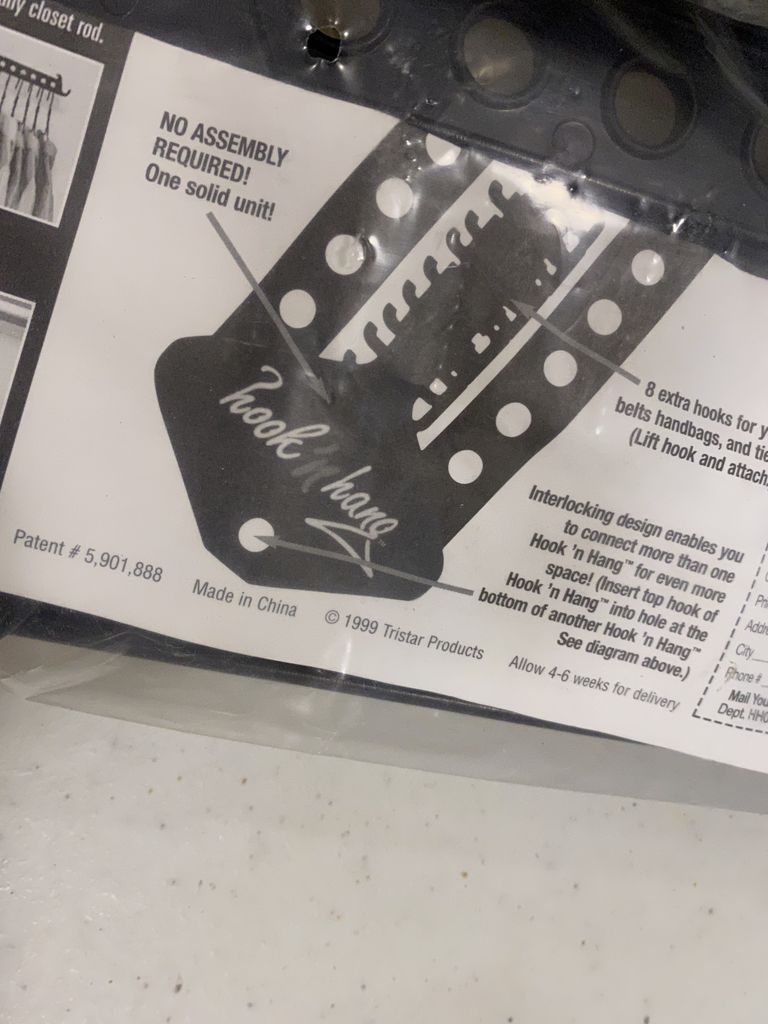 closet rod.
NO ASSEMBLY
REQUIRED!
One solid unit!
hook 'n hang™
8 extra hooks for
belts handbags, and
(Lift hook and attach
Interlocking design enables you
to connect more than one
Hook 'n Hang™ for even more
space! (Insert top hook of
Hook 'n Hang™ into hole at the
bottom of another Hook 'n Hang™
See diagram above.)
Patent # 5,901,888
Made in China
© 1999 Tristar Products
Allow 4-6 weeks for delivery
City
Phone #
Mail You
Dept. HH